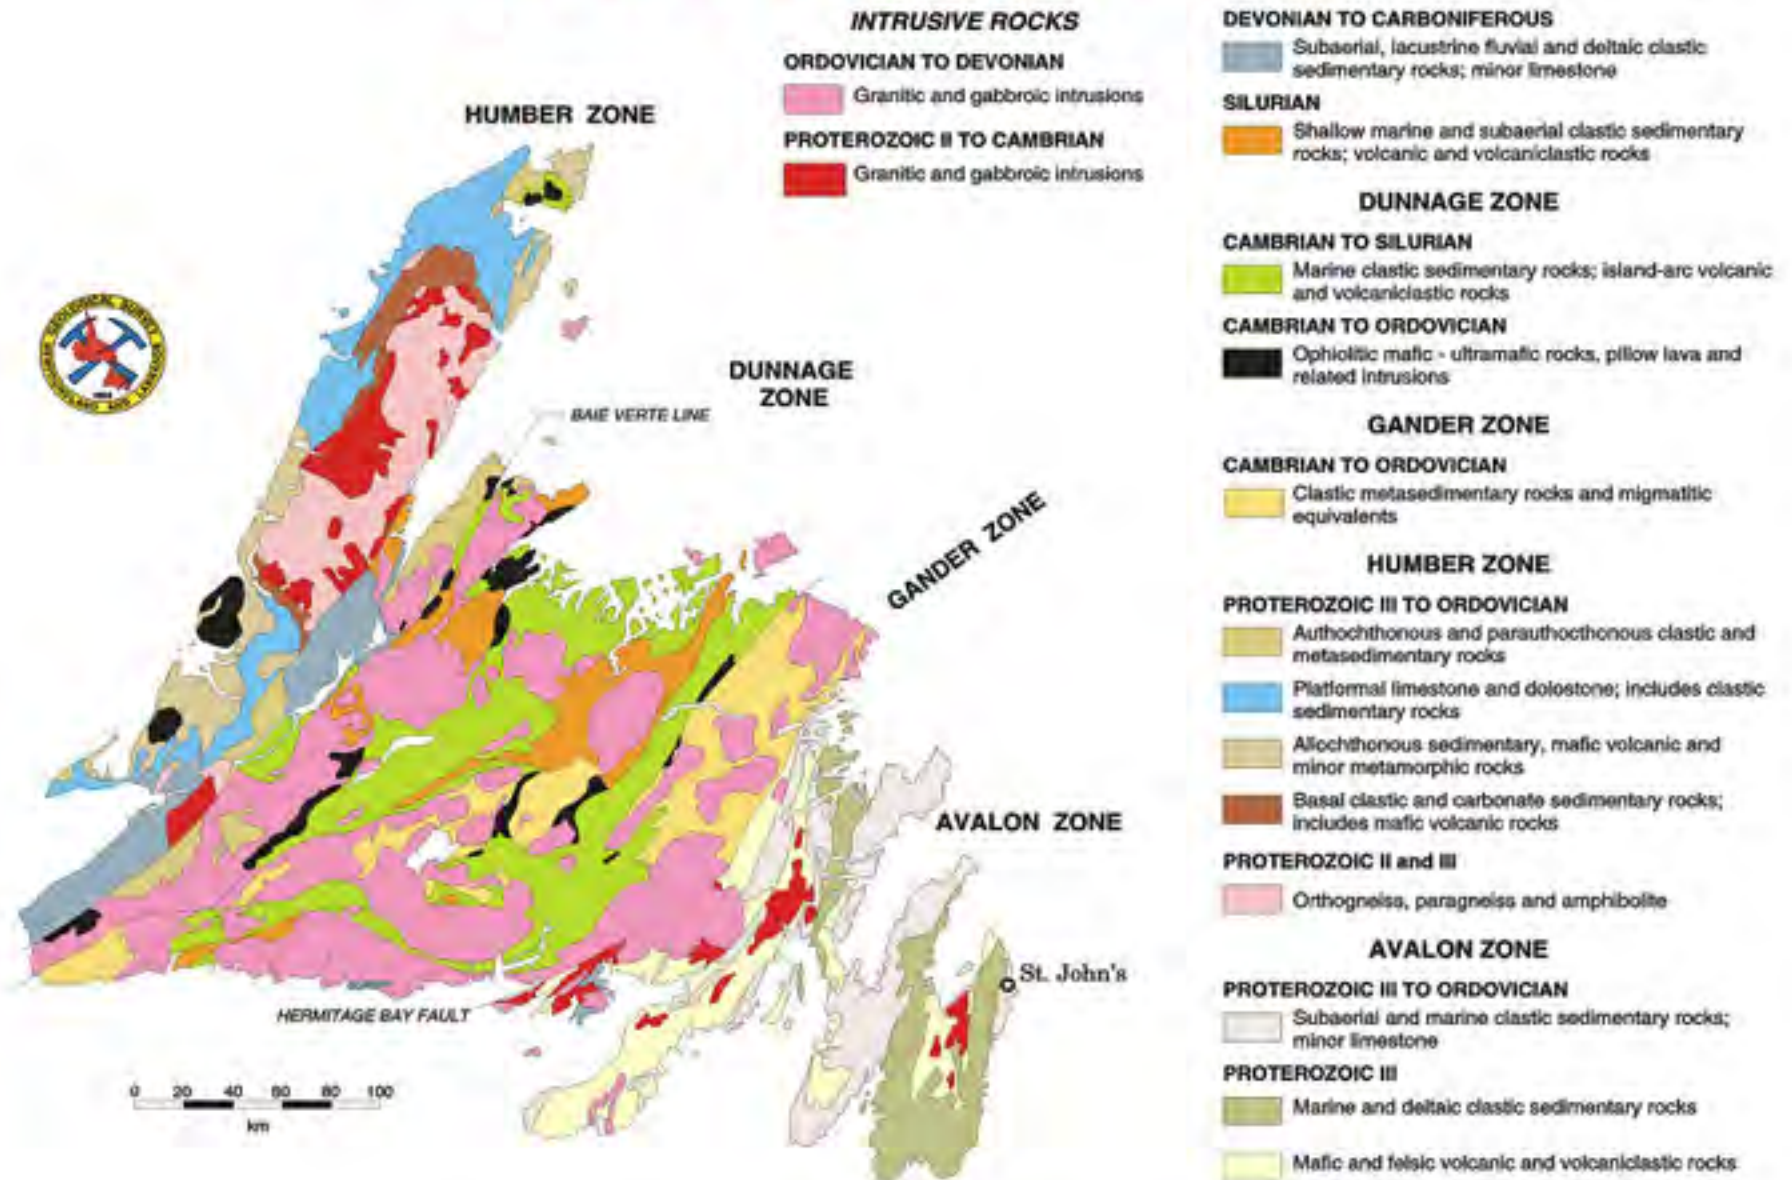 INTRUSIVE ROCKS
ORDOVICIAN TO DEVONIAN
Granitic and gabbroic intrusions
PROTEROZOIC II TO CAMBRIAN
Granitic and gabbroic intrusions
DEVONIAN TO CARBONIFEROUS
Subaerial, lacustrine fluvial and deltaic clastic
sedimentary rocks; minor limestone
SILURIAN
Shallow marine and subaerial clastic sedimentary
rocks; volcanic and volcaniclastic rocks
DUNNAGE ZONE
CAMBRIAN TO SILURIAN
Marine clastic sedimentary rocks; island-arc volcanic
and volcaniclastic rocks
CAMBRIAN TO ORDOVICIAN
Ophiolitic mafic - ultramafic rocks, pillow lava and
related intrusions
GANDER ZONE
CAMBRIAN TO ORDOVICIAN
Clastic metasedimentary rocks and migmatitic
equivalents
HUMBER ZONE
PROTEROZOIC III TO ORDOVICIAN
Authochthonous and parauthocthonous clastic and
metasedimentary rocks
Platformal limestone and dolostone; includes clastic
sedimentary rocks
Allochthonous sedimentary, mafic volcanic and
minor metamorphic rocks
Basal clastic and carbonate sedimentary rocks;
includes mafic volcanic rocks
PROTEROZOIC II and III
Orthogneiss, paragneiss and amphibolite
AVALON ZONE
PROTEROZOIC III TO ORDOVICIAN
Subaerial and marine clastic sedimentary rocks;
minor limestone
PROTEROZOIC III
Marine and deltaic clastic sedimentary rocks
Mafic and felsic volcanic and volcaniclastic rocks
HUMBER ZONE
DUNNAGE
ZONE
BAIE VERTE LINE
GANDER ZONE
AVALON ZONE
St. John's
HERMITAGE BAY FAULT
0 20 40 60 80 100
km
GEOLOGICAL SURVEY
NEWFOUNDLAND AND LABRADOR